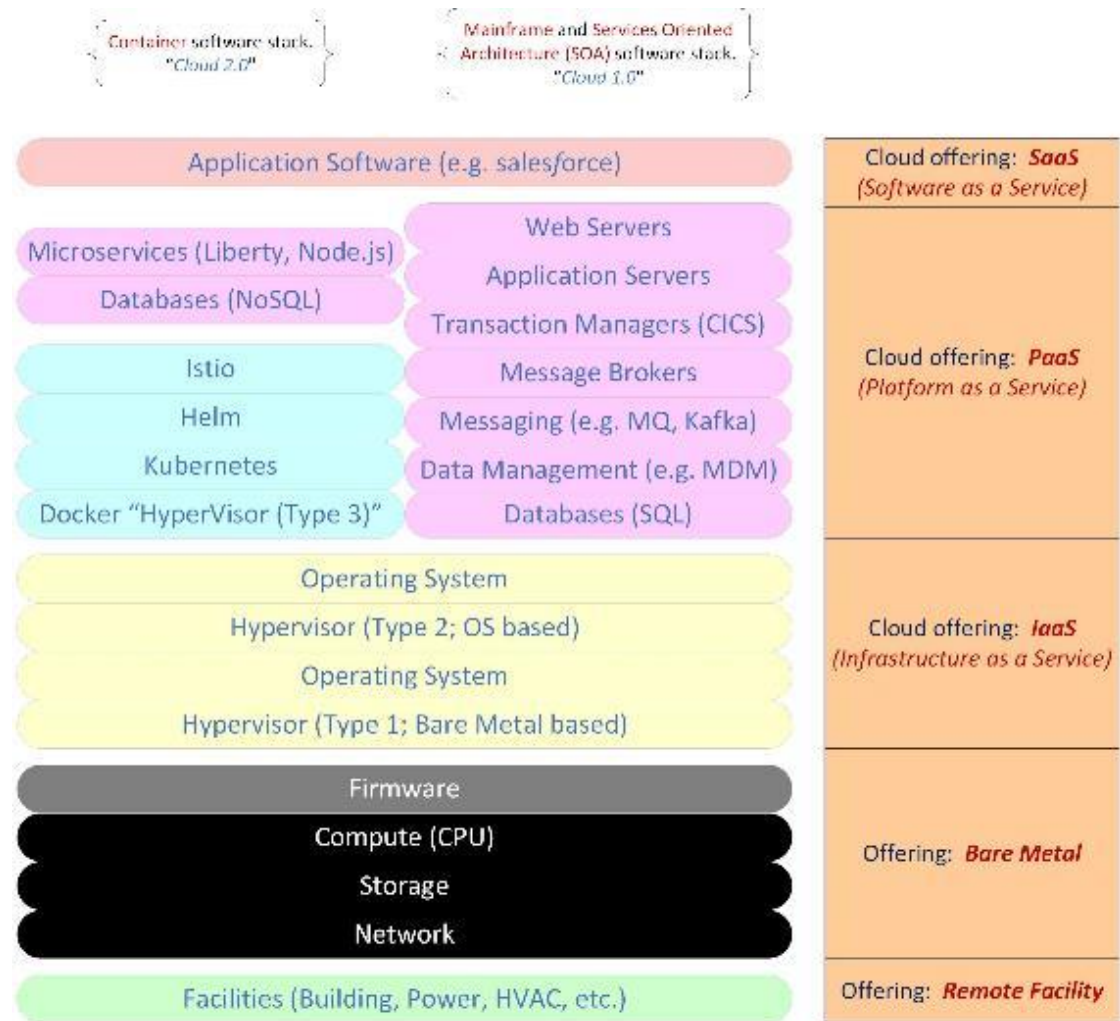 Container software stack.
"Cloud 2.0"
Mainframe and Services Oriented
Architecture (SOA) software stack.
"Cloud 1.0"
Application Software (e.g. salesforce)
Cloud offering: SaaS
(Software as a Service)
Microservices (Liberty, Node.js)
Databases (NoSQL)
Istio
Helm
Kubernetes
Docker “HyperVisor (Type 3)”
Web Servers
Application Servers
Transaction Managers (CICS)
Message Brokers
Messaging (e.g. MQ, Kafka)
Data Management (e.g. MDM)
Databases (SQL)
Cloud offering: PaaS
(Platform as a Service)
Operating System
Hypervisor (Type 2; OS based)
Operating System
Hypervisor (Type 1; Bare Metal based)
Cloud offering: IaaS
(Infrastructure as a Service)
Firmware
Compute (CPU)
Storage
Network
Offering: Bare Metal
Facilities (Building, Power, HVAC, etc.)
Offering: Remote Facility